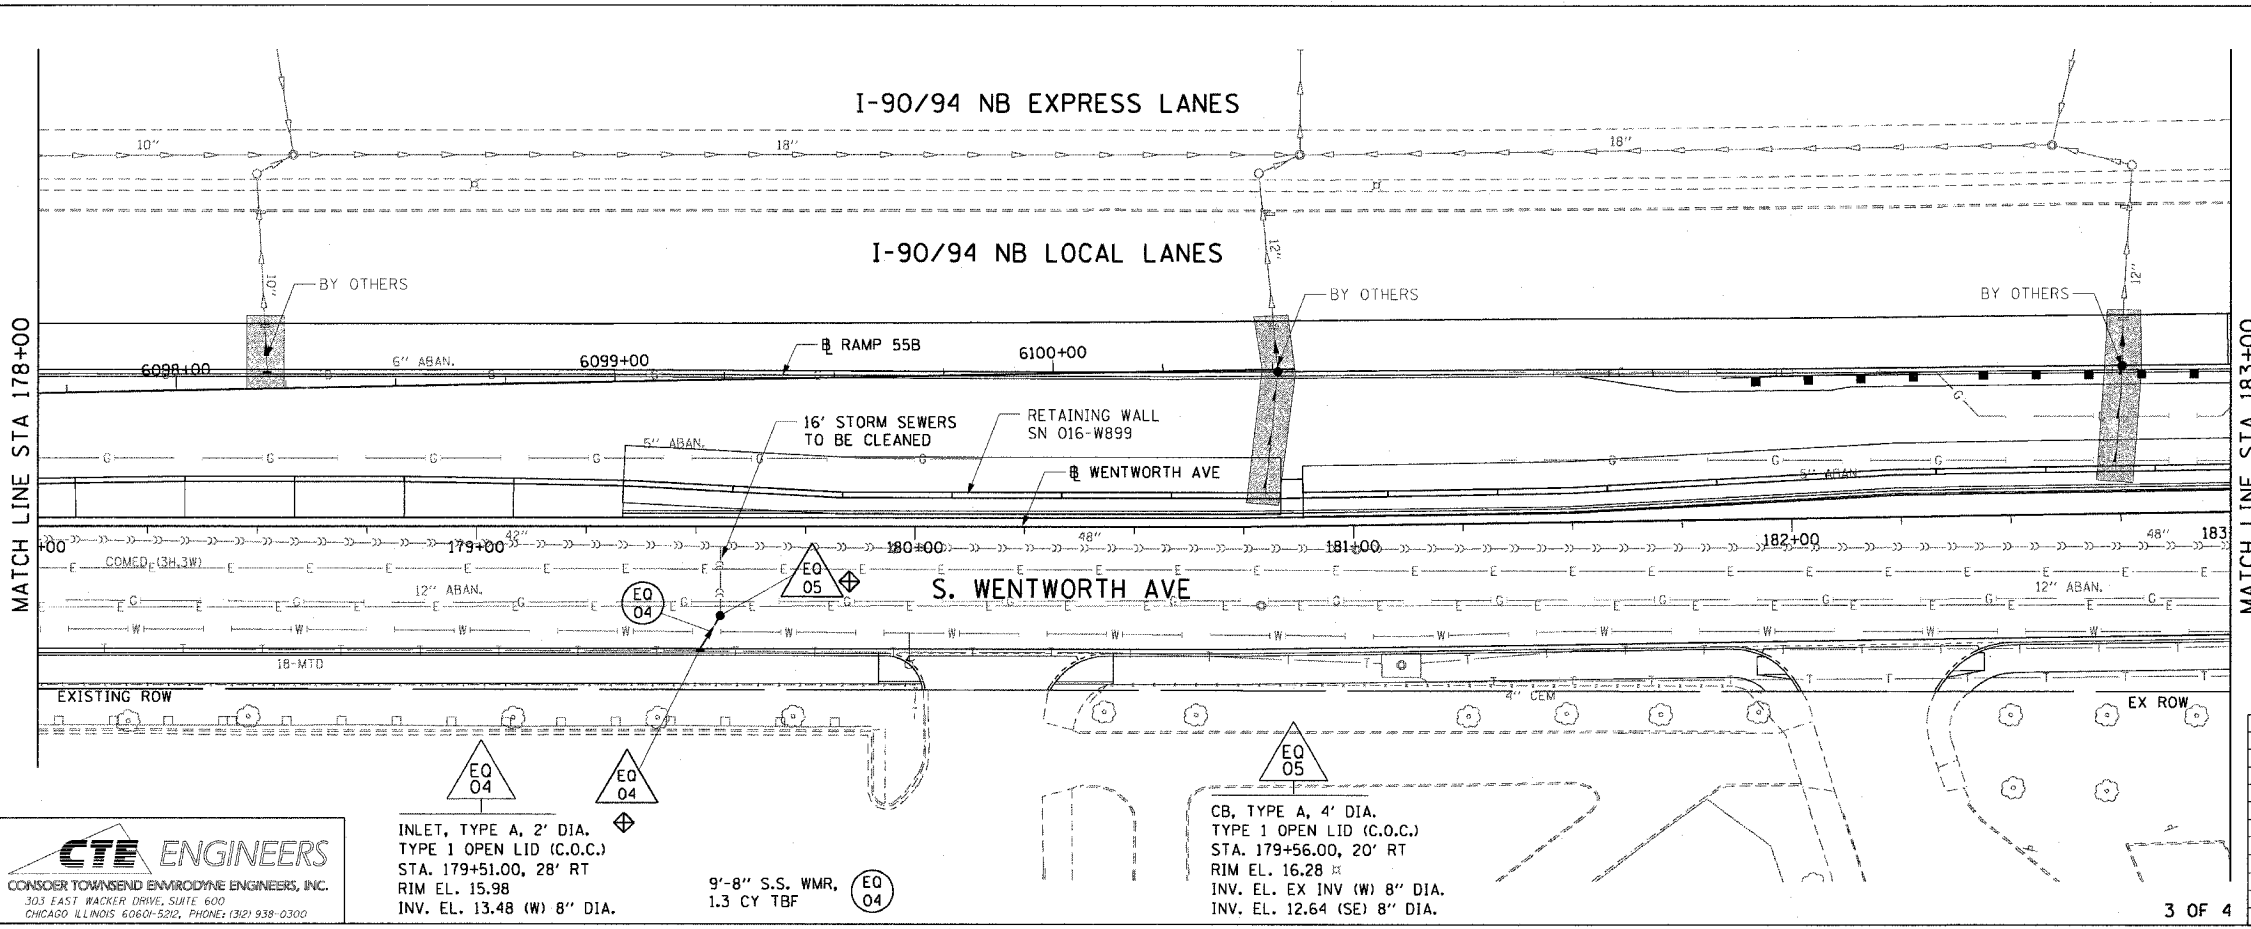 I-90/94 NB EXPRESS LANES
10"
18"
18"
I-90/94 NB LOCAL LANES
10"
12"
12"
BY OTHERS
BY OTHERS
BY OTHERS
MATCH LINE STA 178+00
MATCH LINE STA 183+00
6098+00
6" ABAN.
6099+00
℄ RAMP 55B
6100+00
G G G G
16' STORM SEWERS
TO BE CLEANED
RETAINING WALL
SN 016-W899
5" ABAN.
G G G G G G G G G
℄ WENTWORTH AVE
5" ABAN.
+00
179+00
42"
180+00
48"
181+00
182+00
48"
183
COMED (3H,3W)
12" ABAN.
EQ
04
EQ
05
S. WENTWORTH AVE
12" ABAN.
W W W W W W W W W W W W W
18-MTD
EXISTING ROW
4" CEM
EX ROW
EQ
04
EQ
04
EQ
05
INLET, TYPE A, 2' DIA.
TYPE 1 OPEN LID (C.O.C.)
STA. 179+51.00, 28' RT
RIM EL. 15.98
INV. EL. 13.48 (W) 8" DIA.
9'-8" S.S. WMR,
1.3 CY TBF
EQ
04
CB, TYPE A, 4' DIA.
TYPE 1 OPEN LID (C.O.C.)
STA. 179+56.00, 20' RT
RIM EL. 16.28
INV. EL. EX INV (W) 8" DIA.
INV. EL. 12.64 (SE) 8" DIA.
CTE ENGINEERS
CONSOER TOWNSEND ENVIRODYNE ENGINEERS, INC.
303 EAST WACKER DRIVE, SUITE 600
CHICAGO ILLINOIS 60601-5212, PHONE: (312) 938-0300
3 OF 4